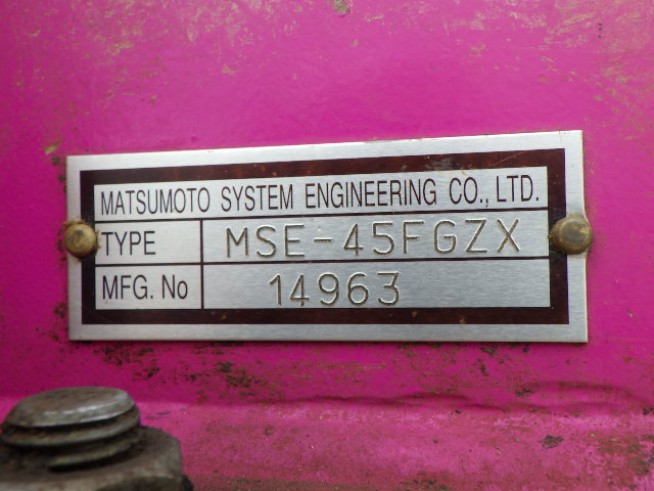 MATSUMOTO SYSTEM ENGINEERING CO., LTD.
TYPE MSE-45FGZX
MFG. No 14963